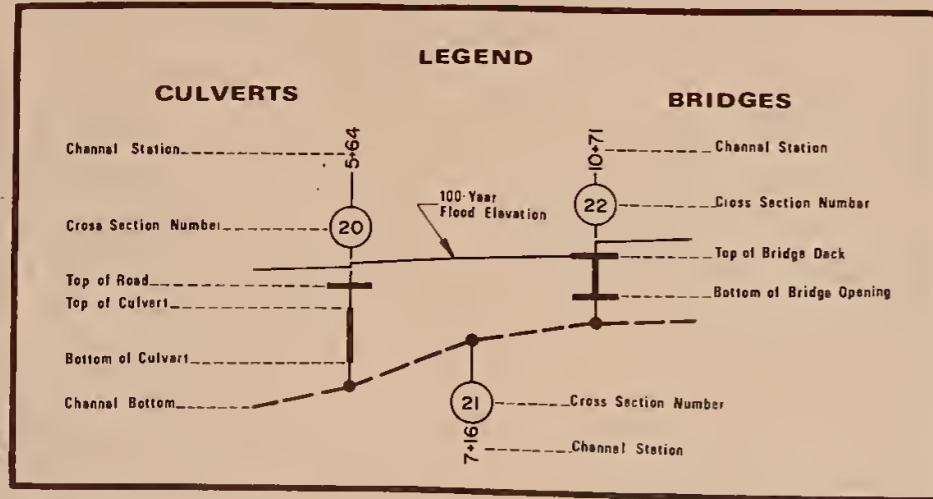 LEGEND
CULVERTS
Channel Station
5+64
Cross Section Number
20
Top of Road
Top of Culvert
Bottom of Culvart
Channel Bottom
100-Year
Flood Elevation
21
7+16
Cross Section Number
Channel Station
BRIDGES
10+71
Channel Station
22
Cross Section Number
Top of Bridge Dack
Bottom of Bridge Opening